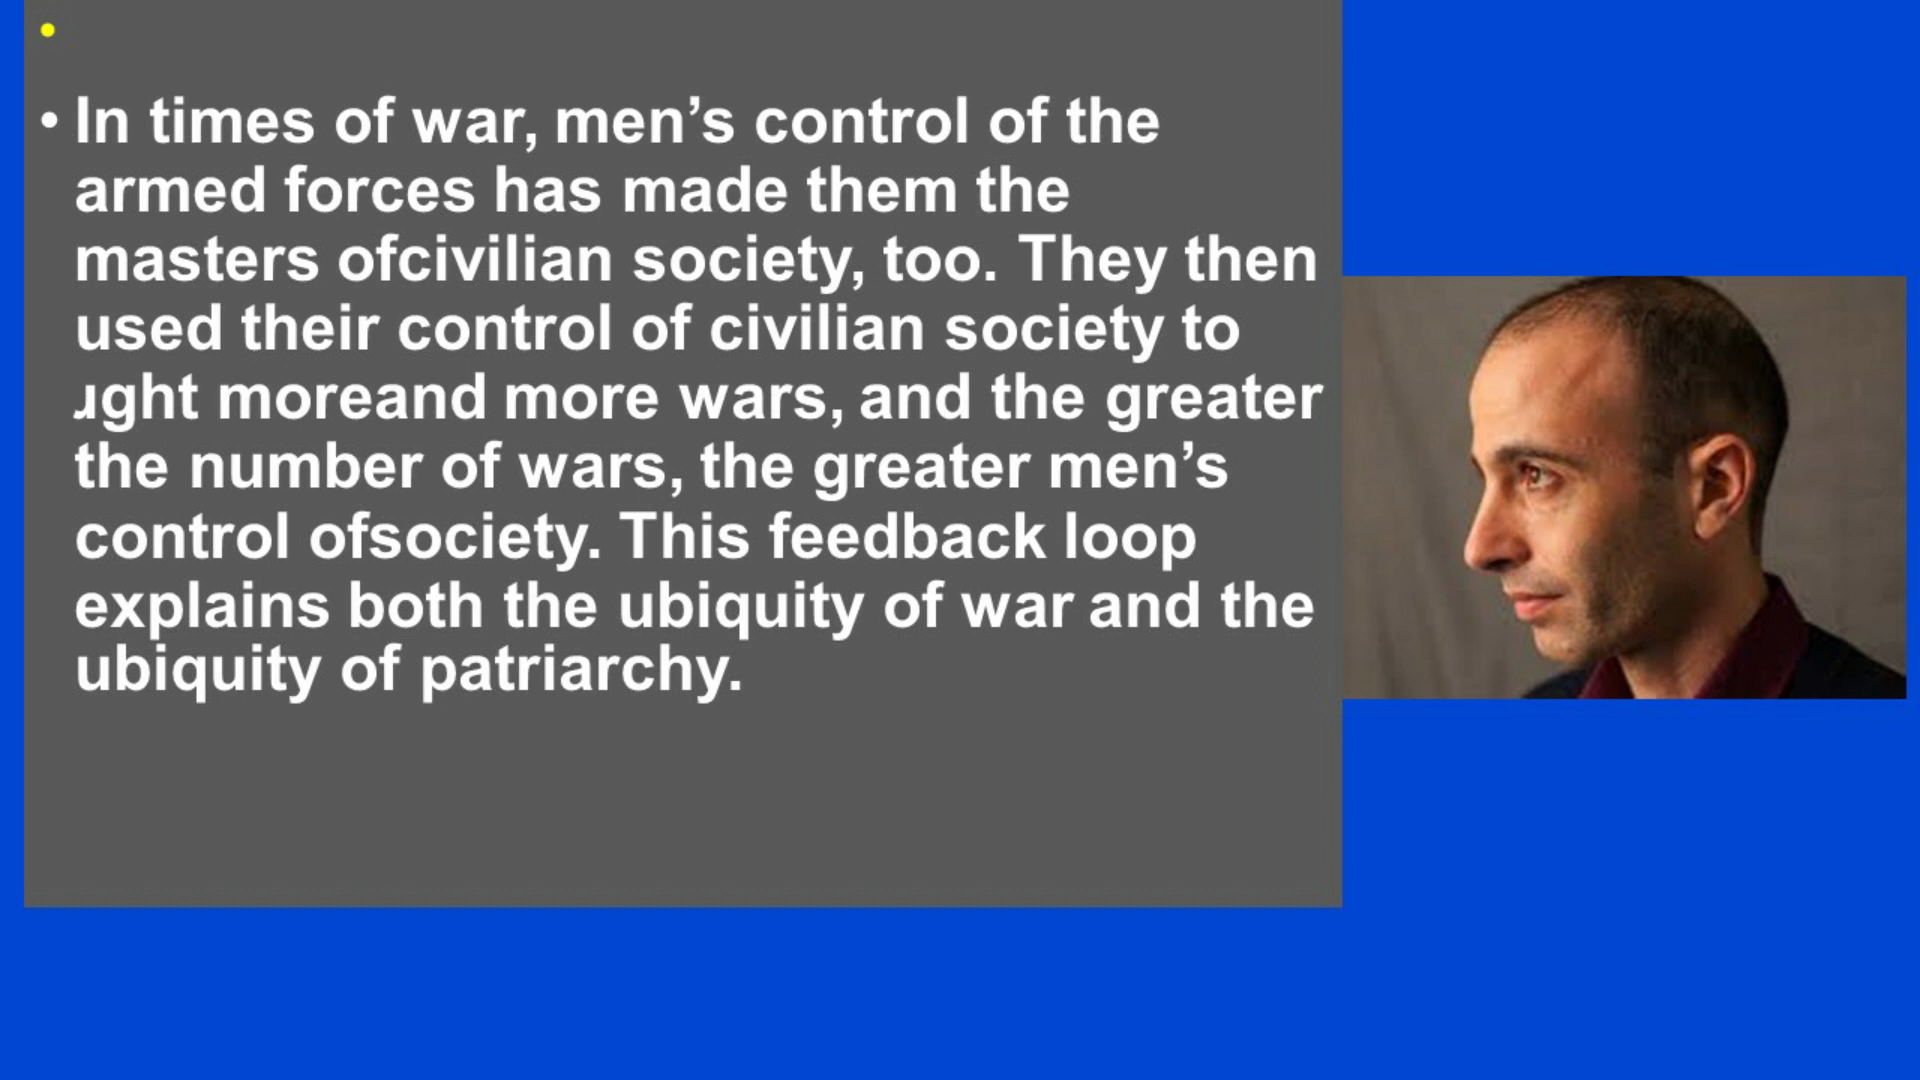 • In times of war, men’s control of the
armed forces has made them the
masters ofcivilian society, too. They then
used their control of civilian society to
ɹght moreand more wars, and the greater
the number of wars, the greater men’s
control ofsociety. This feedback loop
explains both the ubiquity of war and the
ubiquity of patriarchy.